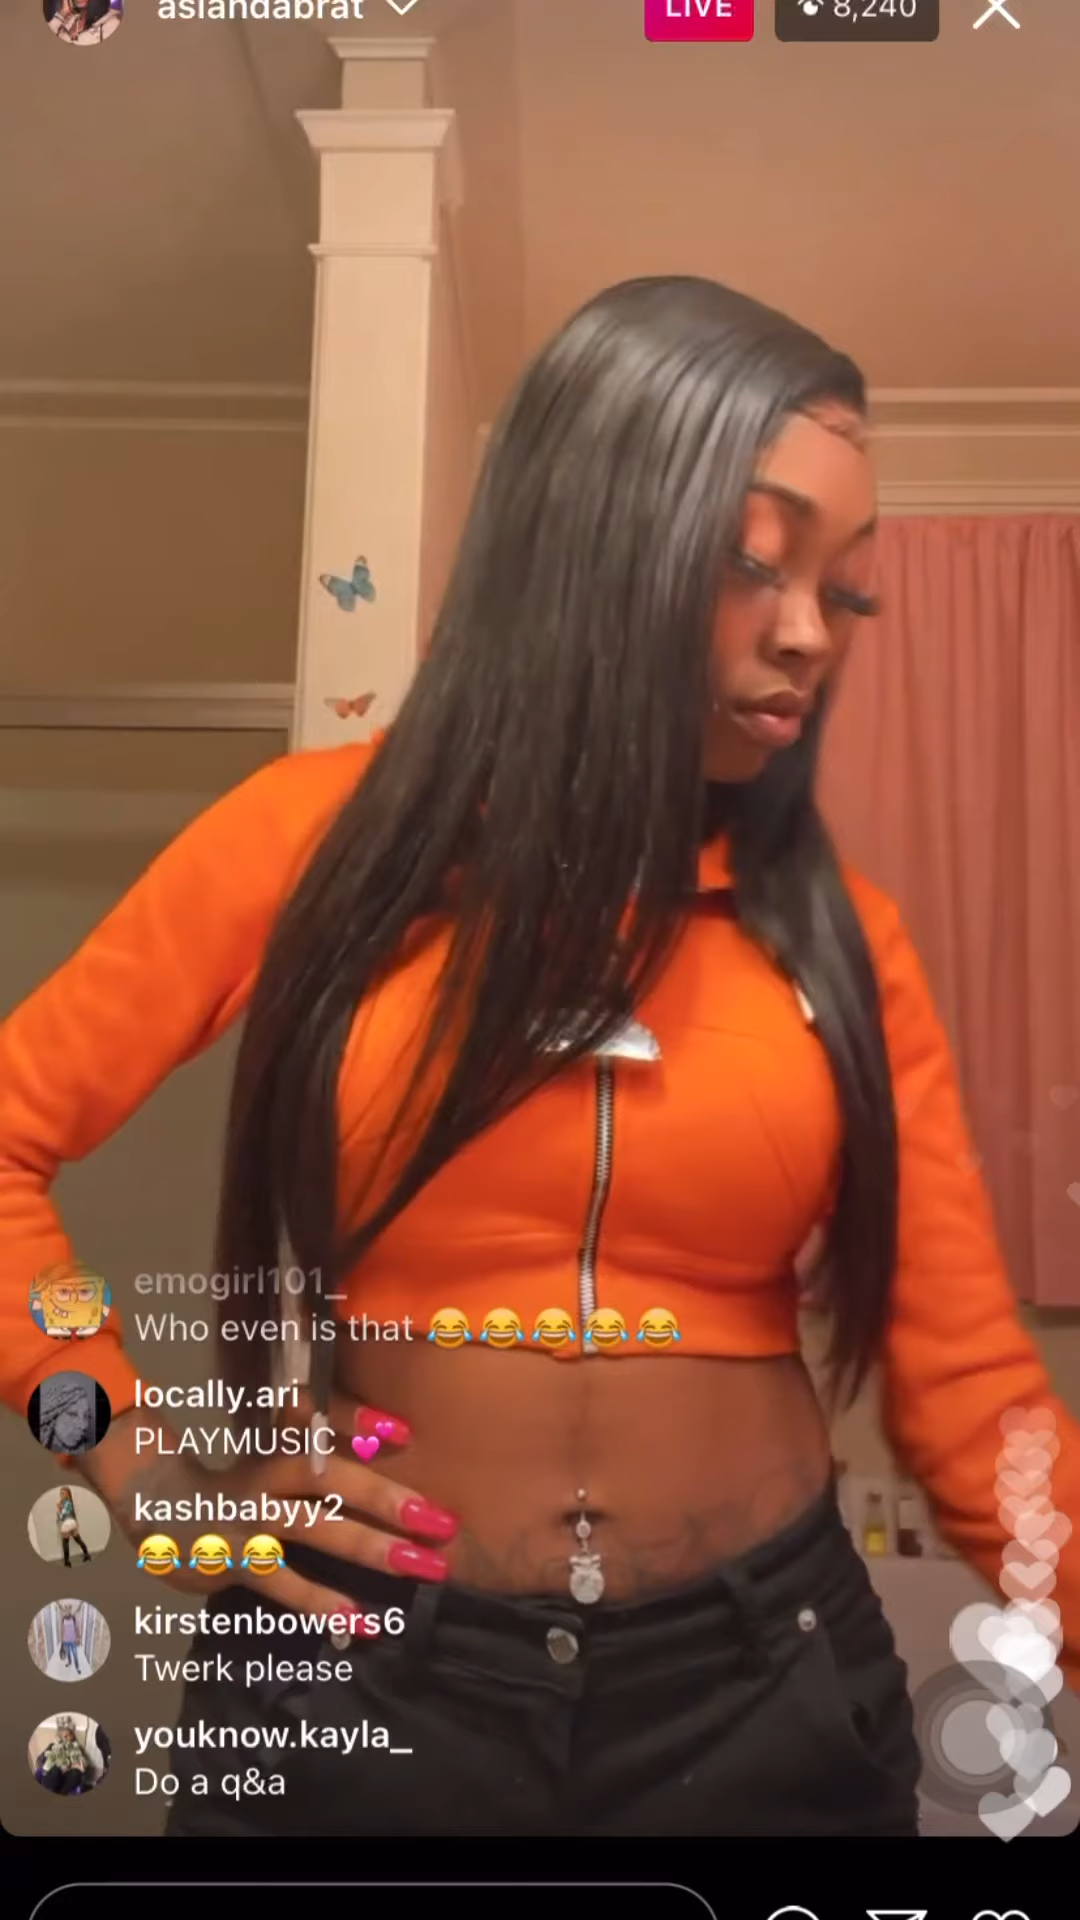 asiandabrat
LIVE
8,240
emogirl101_
Who even is that 😂😂😂😂😂
locally.ari
PLAYMUSIC 💕
kashbabyy2
😂😂😂
kirstenbowers6
Twerk please
youknow.kayla_
Do a q&a